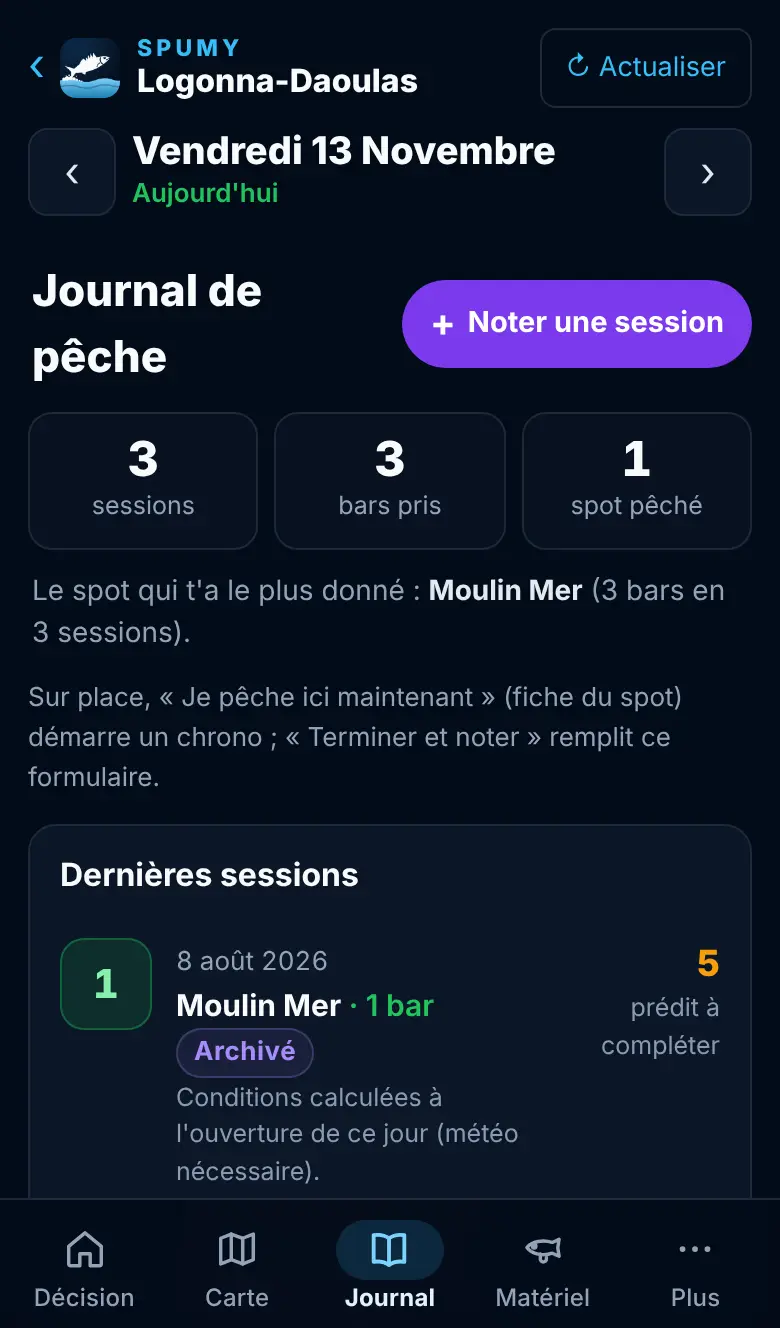 SPUMY
Logonna-Daoulas
Actualiser
Vendredi 13 Novembre
Aujourd'hui
Journal de
pêche
+ Noter une session
3
sessions
3
bars pris
1
spot pêché
Le spot qui t'a le plus donné : Moulin Mer (3 bars en
3 sessions).
Sur place, « Je pêche ici maintenant » (fiche du spot)
démarre un chrono ; « Terminer et noter » remplit ce
formulaire.
Dernières sessions
1
8 août 2026
Moulin Mer · 1 bar
Archivé
Conditions calculées à
l'ouverture de ce jour (météo
nécessaire).
5
prédit à
compléter
Décision
Carte
Journal
Matériel
Plus